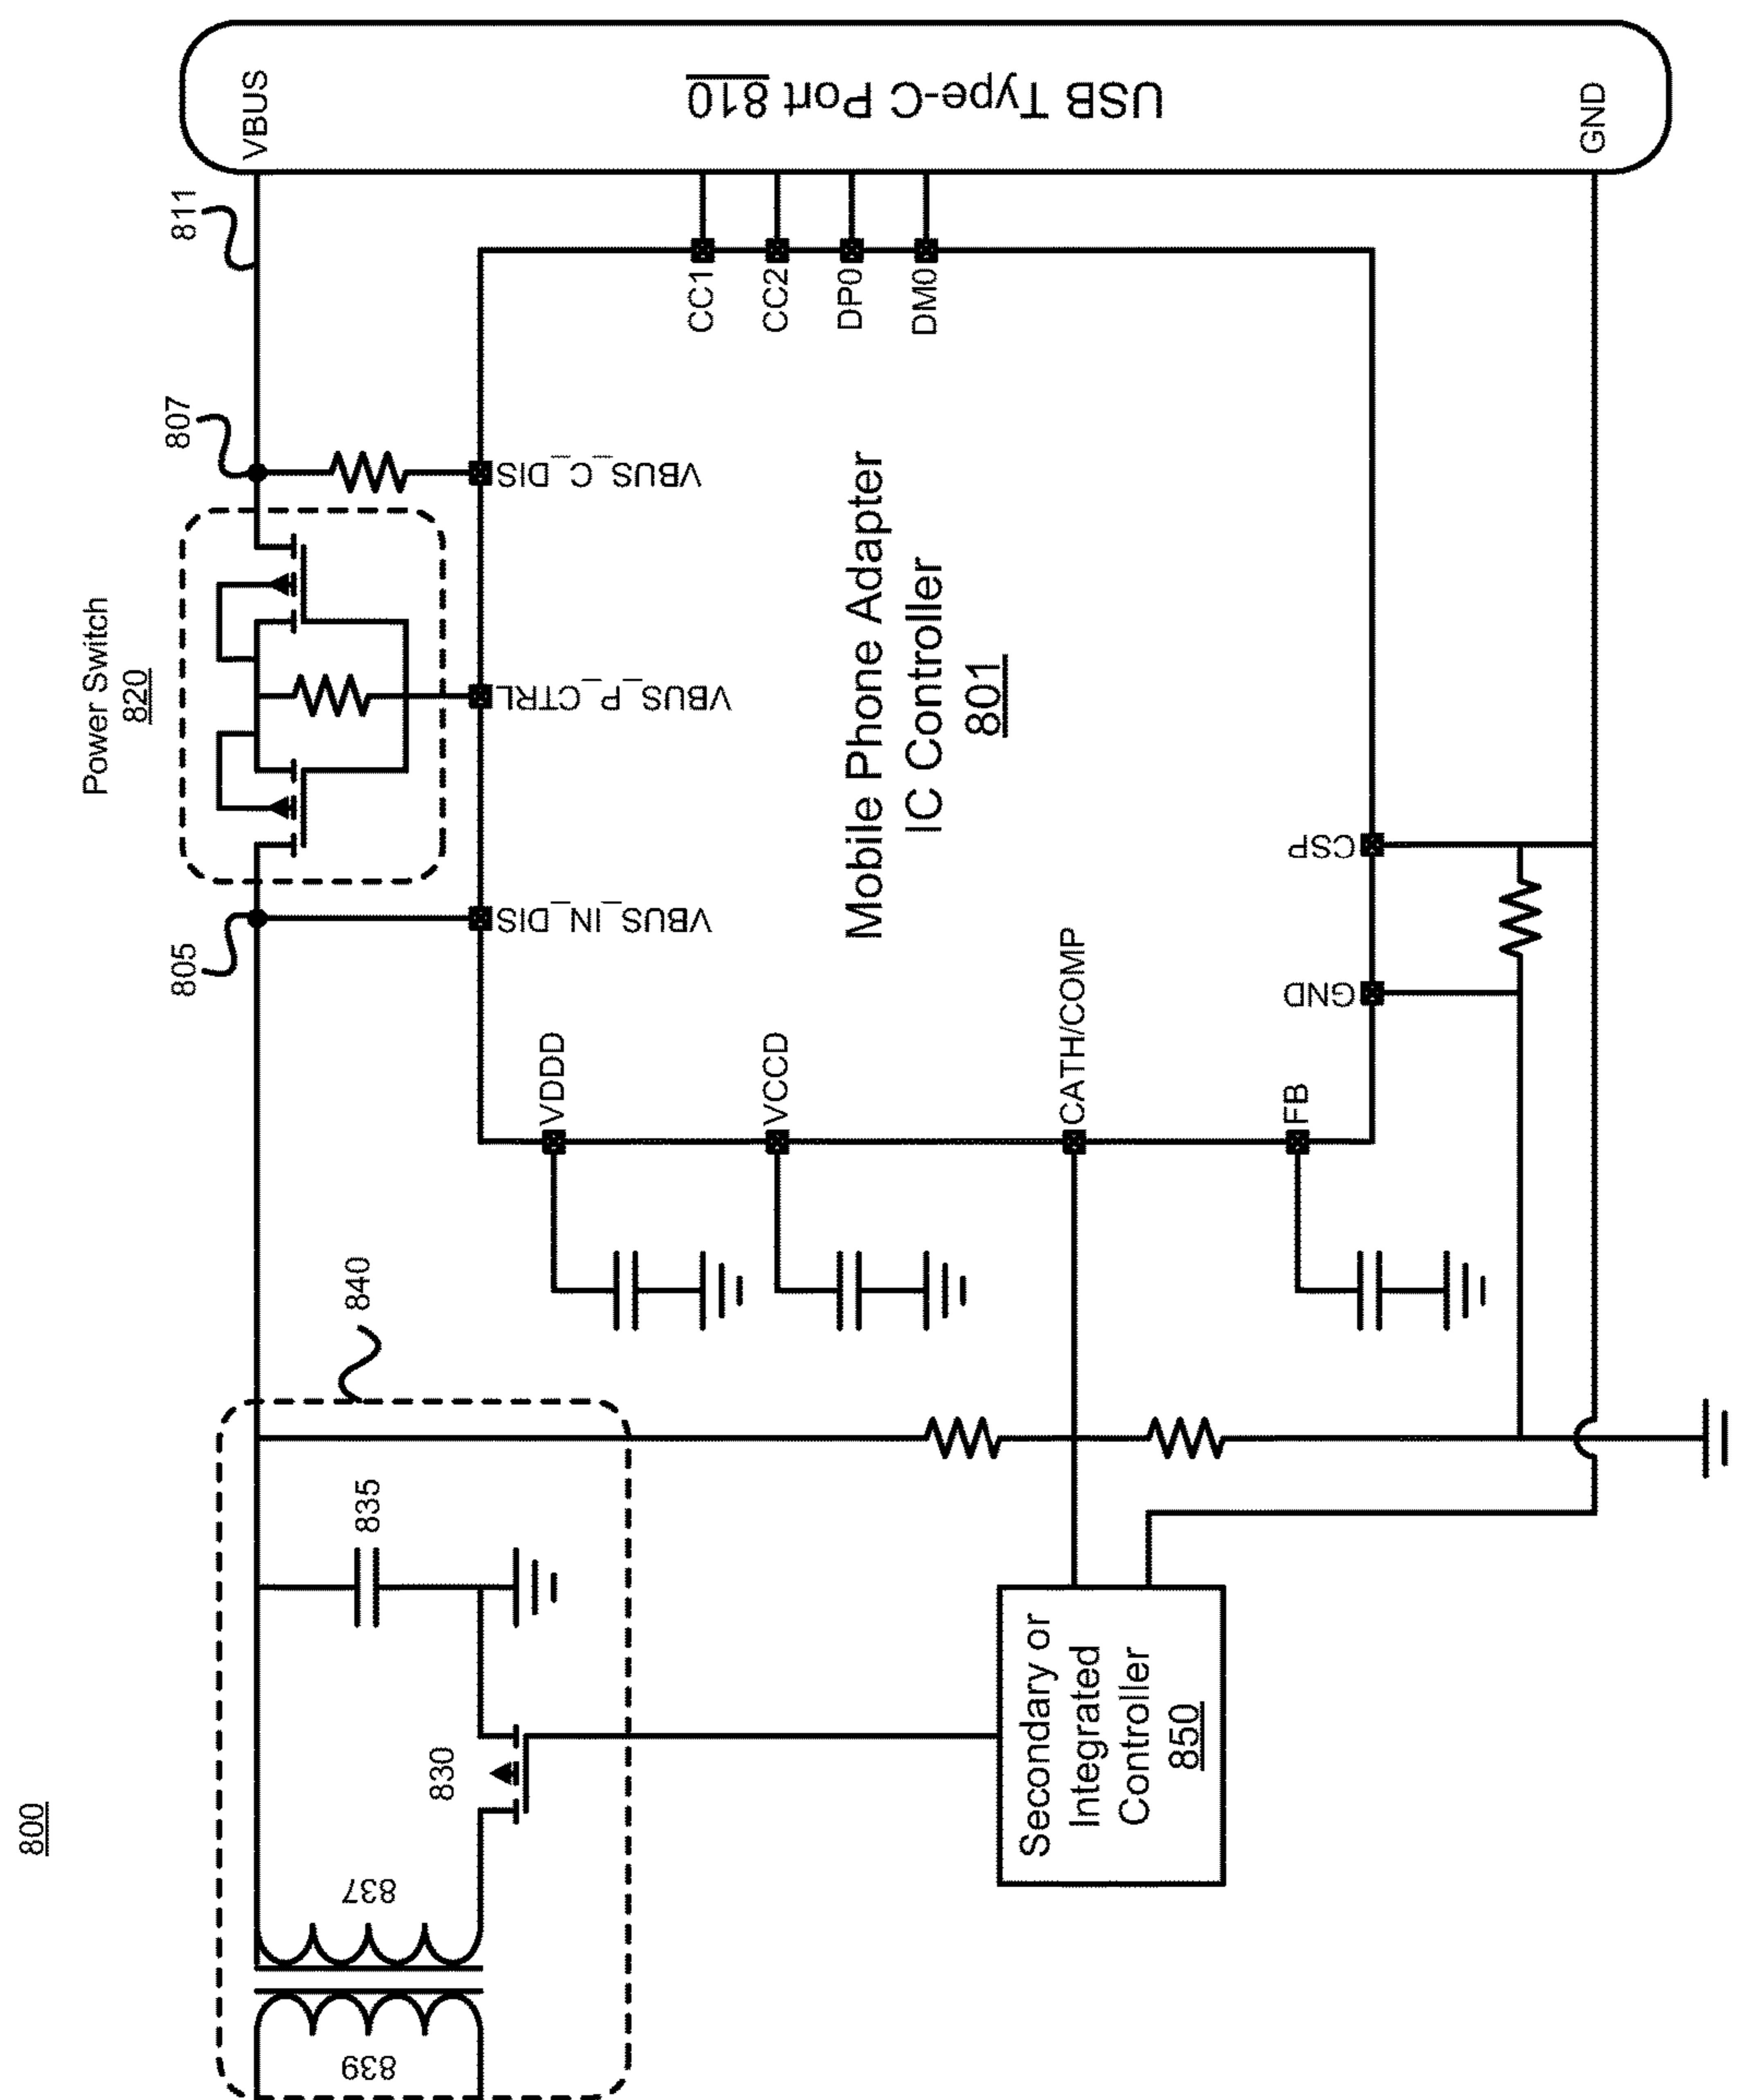 800
840
837
839
835
830
805
Power Switch
820
807
811
VBUS
USB Type-C Port 810
GND
VBUS_IN_DIS
VBUS_P_CTRL
VBUS_C_DIS
VDDD
VCCD
CATH/COMP
FB
GND
CSP
CC1
CC2
DP0
DM0
Mobile Phone Adapter
IC Controller
801
Secondary or
Integrated
Controller
850